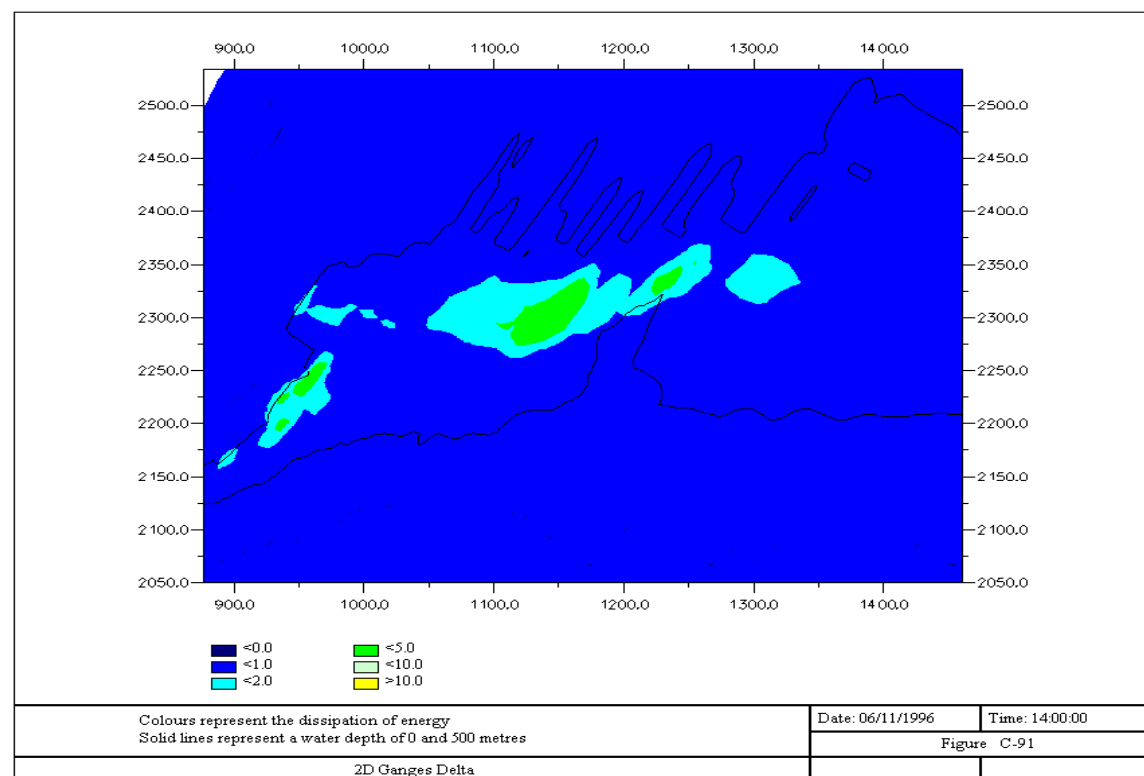 900.0 1000.0 1100.0 1200.0 1300.0 1400.0
2500.0 2500.0
2450.0 2450.0
2400.0 2400.0
2350.0 2350.0
2300.0 2300.0
2250.0 2250.0
2200.0 2200.0
2150.0 2150.0
2100.0 2100.0
2050.0 2050.0
900.0 1000.0 1100.0 1200.0 1300.0 1400.0
<0.0 <5.0
<1.0 <10.0
<2.0 >10.0
Colours represent the dissipation of energy
Solid lines represent a water depth of 0 and 500 metres
Date: 06/11/1996 Time: 14:00:00
Figure C-91
2D Ganges Delta